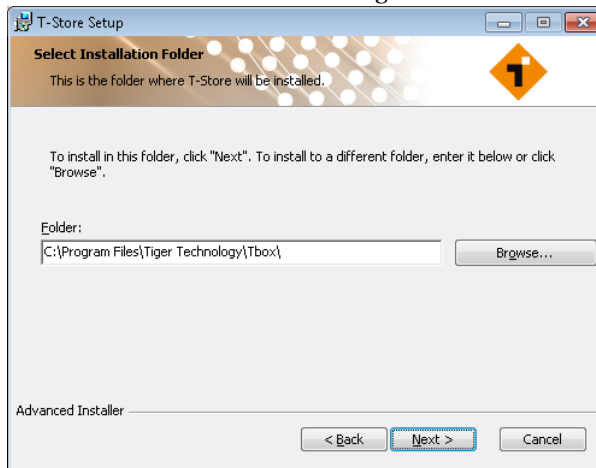 T-Store Setup
Select Installation Folder
This is the folder where T-Store will be installed.
To install in this folder, click "Next". To install to a different folder, enter it below or click
"Browse".
Folder:
C:\Program Files\Tiger Technology\Tbox\
Browse...
Advanced Installer
< Back
Next >
Cancel